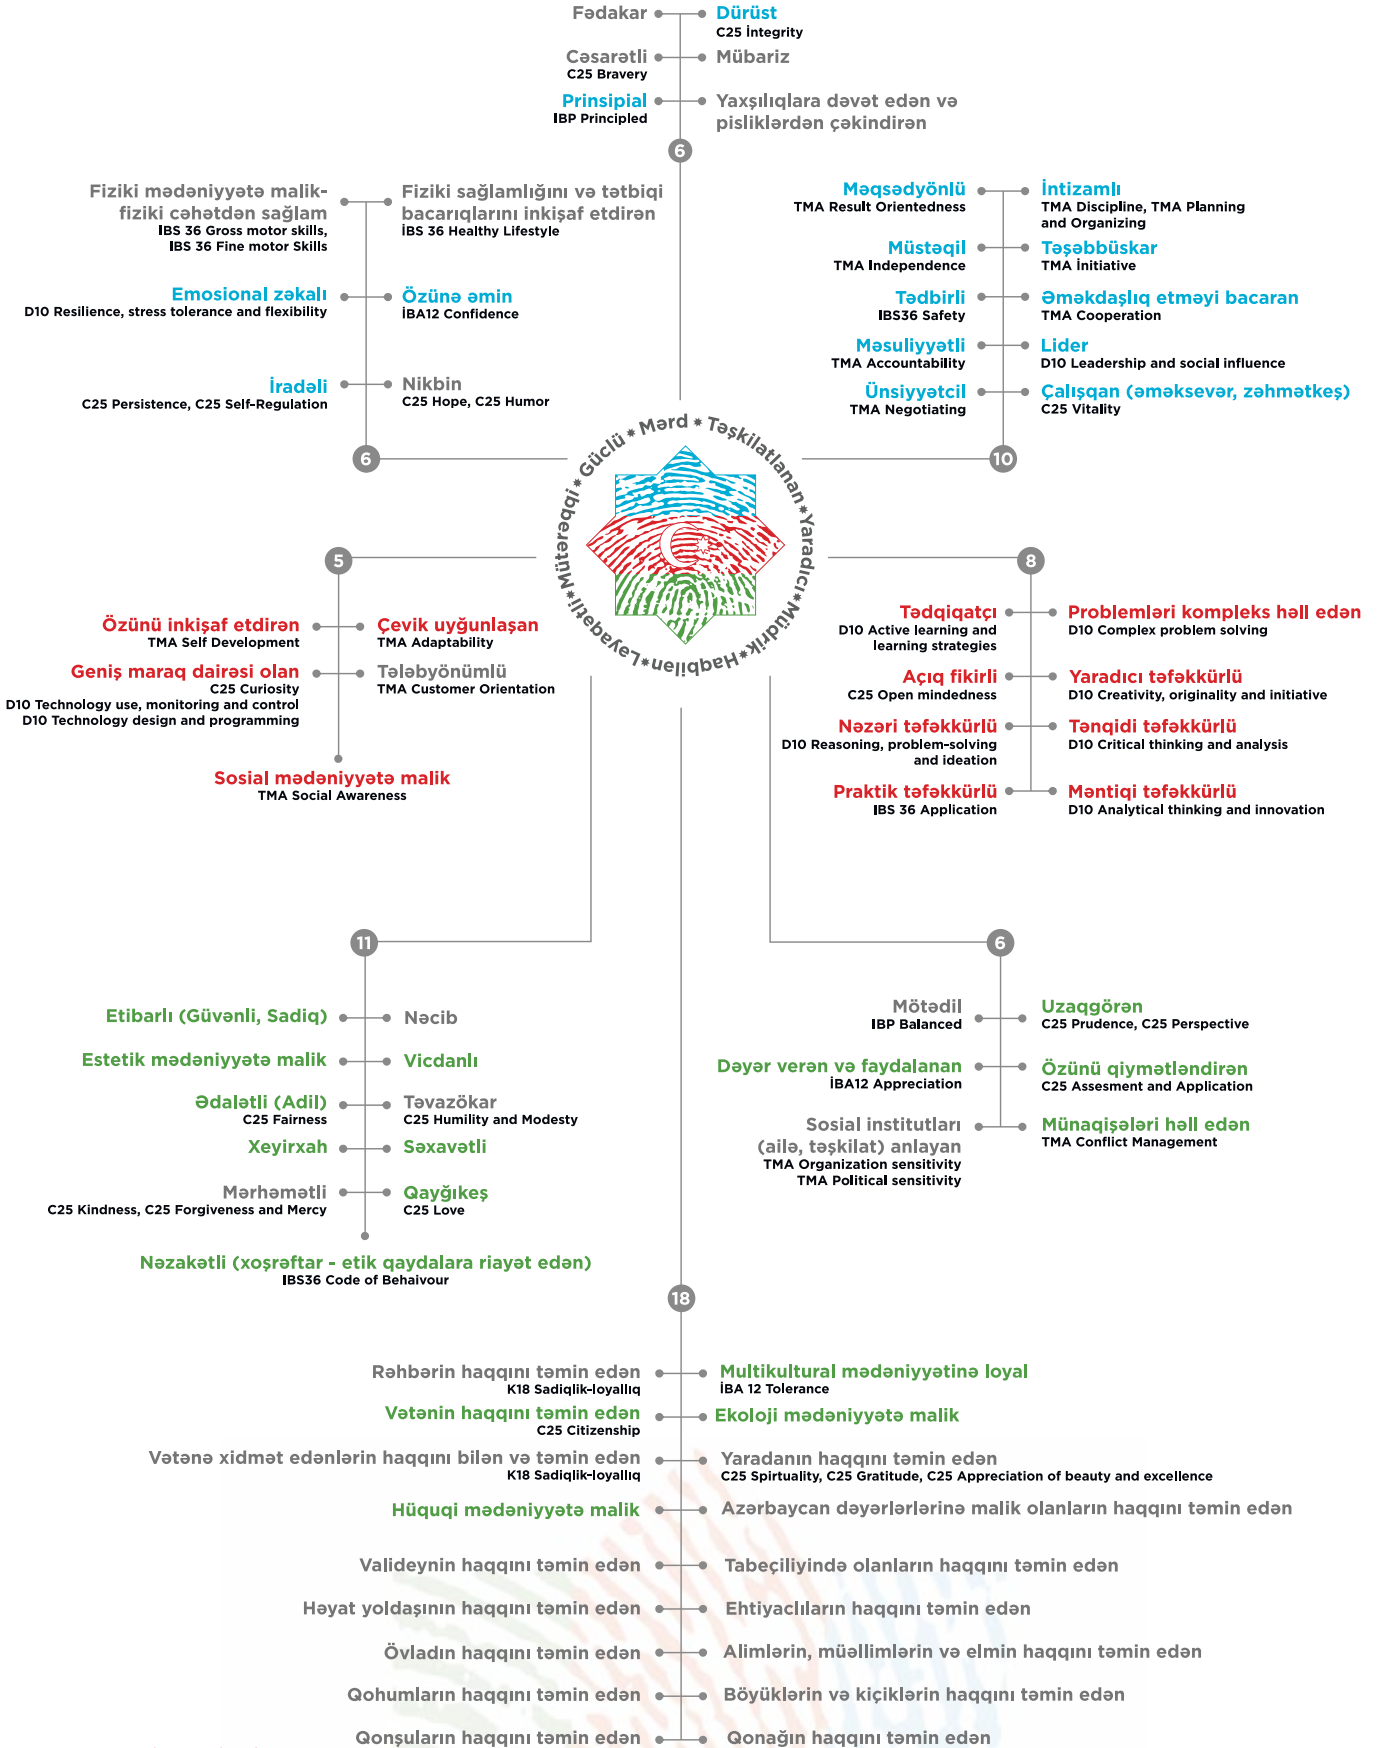 Fədakar
Dürüst
C25 İntegrity
Cəsarətli
C25 Bravery
Mübariz
Prinsipial
IBP Principled
Yaxşılıqlara dəvət edən və
pisliklərdən çəkindirən
6
Fiziki mədəniyyətə malik-
fiziki cəhətdən sağlam
IBS 36 Gross motor skills,
IBS 36 Fine motor Skills
Fiziki sağlamlığını və tətbiqi
bacarıqlarını inkişaf etdirən
İBS 36 Healthy Lifestyle
Emosional zəkalı
D10 Resilience, stress tolerance and flexibility
Özünə əmin
İBA12 Confidence
İradəli
C25 Persistence, C25 Self-Regulation
Nikbin
C25 Hope, C25 Humor
6
Məqsədyönlü
TMA Result Orientedness
İntizamlı
TMA Discipline, TMA Planning
and Organizing
Müstəqil
TMA Independence
Təşəbbüskar
TMA İnitiative
Tədbirli
IBS36 Safety
Əməkdaşlıq etməyi bacaran
TMA Cooperation
Məsuliyyətli
TMA Accountability
Lider
D10 Leadership and social influence
Ünsiyyətcil
TMA Negotiating
Çalışqan (əməksevər, zəhmətkeş)
C25 Vitality
10
Mütərəqqi * Güclü * Mərd * Təşkilatlanan * Yaradıcı * Müdrik * Haqbilən * Ləyaqətli *
5
Özünü inkişaf etdirən
TMA Self Development
Çevik uyğunlaşan
TMA Adaptability
Geniş maraq dairəsi olan
C25 Curiosity
D10 Technology use, monitoring and control
D10 Technology design and programming
Tələbyönümlü
TMA Customer Orientation
Sosial mədəniyyətə malik
TMA Social Awareness
8
Tədqiqatçı
D10 Active learning and
learning strategies
Problemləri kompleks həll edən
D10 Complex problem solving
Açıq fikirli
C25 Open mindedness
Yaradıcı təfəkkürlü
D10 Creativity, originality and initiative
Nəzəri təfəkkürlü
D10 Reasoning, problem-solving
and ideation
Tənqidi təfəkkürlü
D10 Critical thinking and analysis
Praktik təfəkkürlü
IBS 36 Application
Məntiqi təfəkkürlü
D10 Analytical thinking and innovation
11
Etibarlı (Güvənli, Sadiq)
Nəcib
Estetik mədəniyyətə malik
Vicdanlı
Ədalətli (Adil)
C25 Fairness
Təvazökar
C25 Humility and Modesty
Xeyirxah
Səxavətli
Mərhəmətli
C25 Kindness, C25 Forgiveness and Mercy
Qayğıkeş
C25 Love
Nəzakətli (xoşrəftar - etik qaydalara riayət edən)
IBS36 Code of Behaivour
6
Mötədil
IBP Balanced
Uzaqgörən
C25 Prudence, C25 Perspective
Dəyər verən və faydalanan
İBA12 Appreciation
Özünü qiymətləndirən
C25 Assesment and Application
Sosial institutları
(ailə, təşkilat) anlayan
TMA Organization sensitivity
TMA Political sensitivity
Münaqişələri həll edən
TMA Conflict Management
18
Rəhbərin haqqını təmin edən
K18 Sadiqlik-loyallıq
Multikultural mədəniyyətinə loyal
İBA 12 Tolerance
Vətənin haqqını təmin edən
C25 Citizenship
Ekoloji mədəniyyətə malik
Vətənə xidmət edənlərin haqqını bilən və təmin edən
K18 Sadiqlik-loyallıq
Yaradanın haqqını təmin edən
C25 Spirtuality, C25 Gratitude, C25 Appreciation of beauty and excellence
Hüquqi mədəniyyətə malik
Azərbaycan dəyərlərlərinə malik olanların haqqını təmin edən
Valideynin haqqını təmin edən
Tabeçiliyində olanların haqqını təmin edən
Həyat yoldaşının haqqını təmin edən
Ehtiyaclıların haqqını təmin edən
Övladın haqqını təmin edən
Alimlərin, müəllimlərin və elmin haqqını təmin edən
Qohumların haqqını təmin edən
Böyüklərin və kiçiklərin haqqını təmin edən
Qonşuların haqqını təmin edən
Qonağın haqqını təmin edən